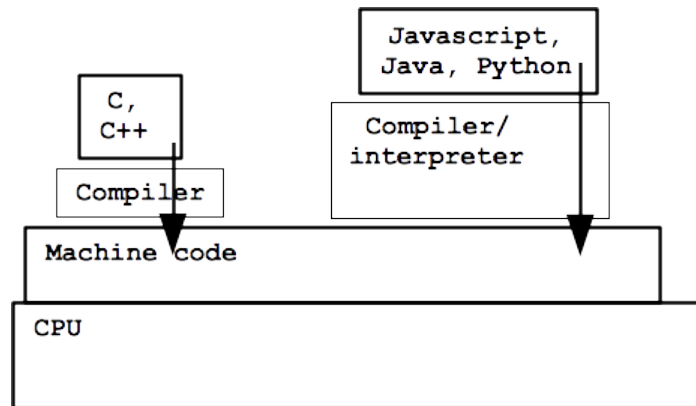 Javascript,
Java, Python
C,
C++
Compiler/
interpreter
Compiler
Machine code
CPU